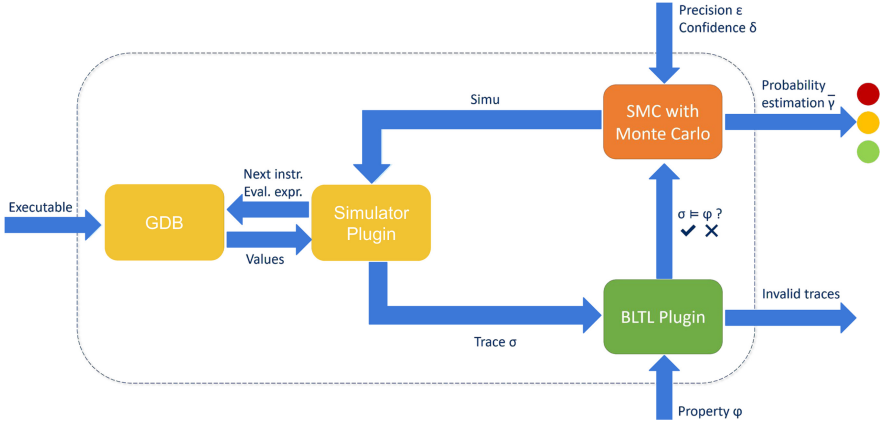 Precision ε
Confidence δ
Simu
SMC with
Monte Carlo
Probability
estimation γ̅
Executable
GDB
Next instr.
Eval. expr.
Values
Simulator
Plugin
σ ⊨ φ ?
✔ ✕
Trace σ
BLTL Plugin
Invalid traces
Property φ